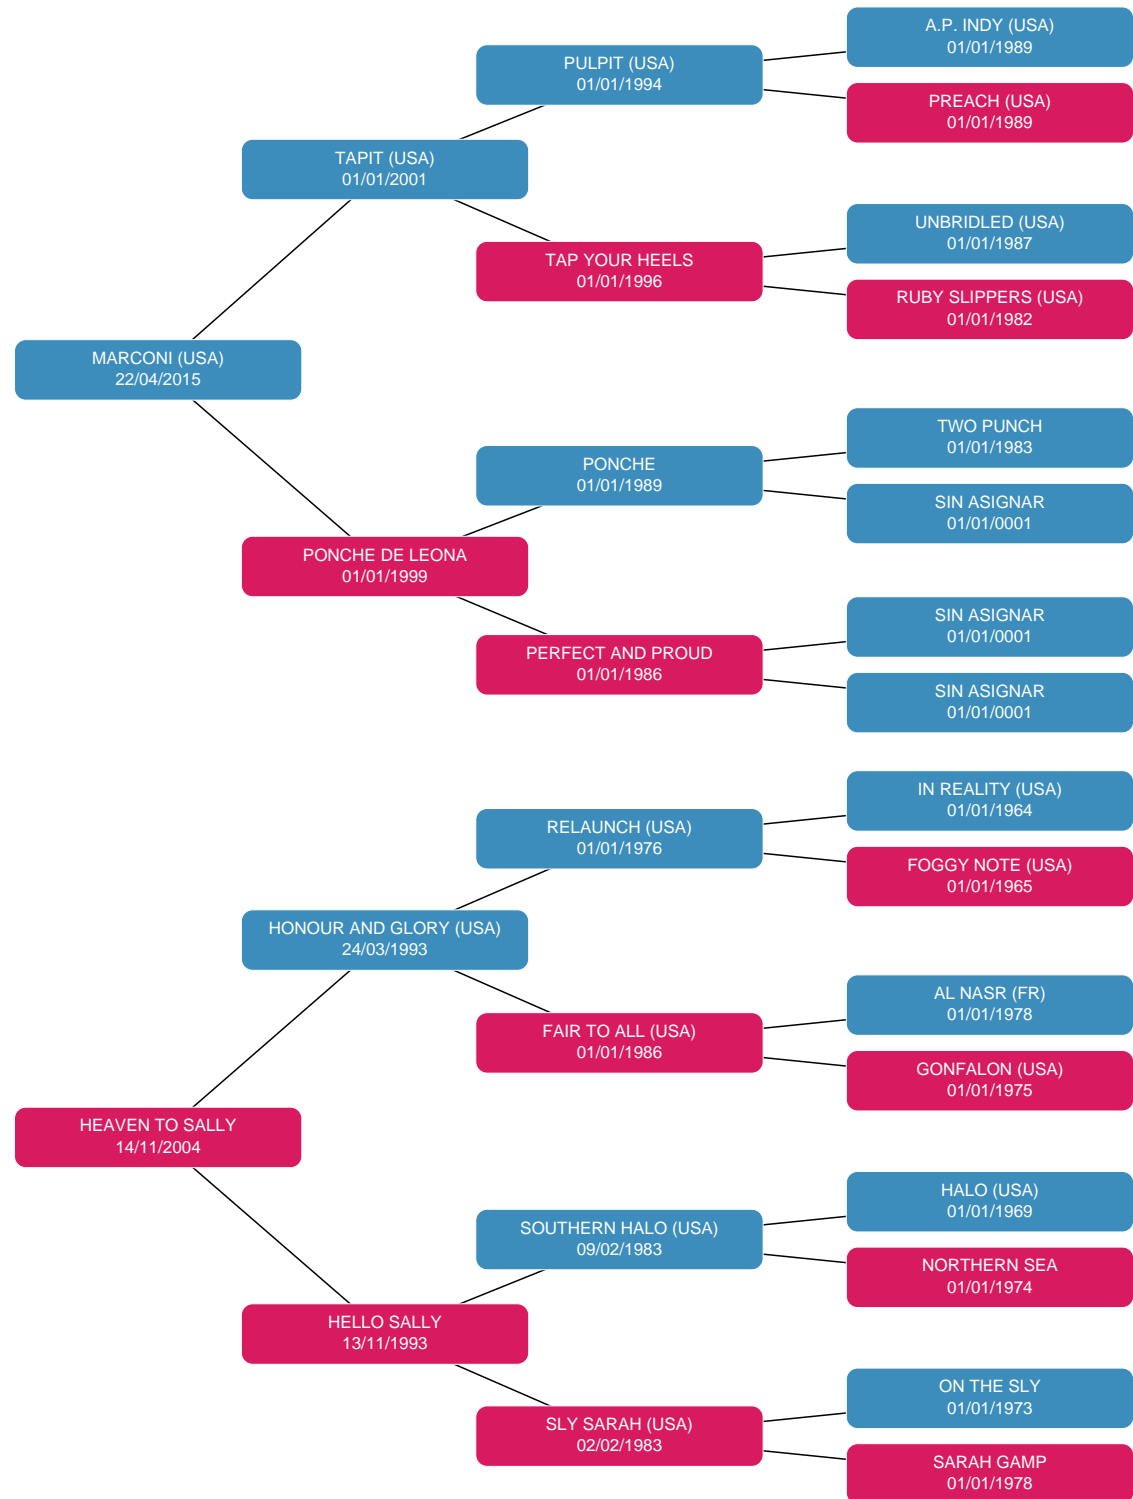 A.P. INDY (USA)
01/01/1989
PULPIT (USA)
01/01/1994
PREACH (USA)
01/01/1989
TAPIT (USA)
01/01/2001
UNBRIDLED (USA)
01/01/1987
TAP YOUR HEELS
01/01/1996
RUBY SLIPPERS (USA)
01/01/1982
MARCONI (USA)
22/04/2015
TWO PUNCH
01/01/1983
PONCHE
01/01/1989
SIN ASIGNAR
01/01/0001
PONCHE DE LEONA
01/01/1999
SIN ASIGNAR
01/01/0001
PERFECT AND PROUD
01/01/1986
SIN ASIGNAR
01/01/0001
IN REALITY (USA)
01/01/1964
RELAUNCH (USA)
01/01/1976
FOGGY NOTE (USA)
01/01/1965
HONOUR AND GLORY (USA)
24/03/1993
AL NASR (FR)
01/01/1978
FAIR TO ALL (USA)
01/01/1986
GONFALON (USA)
01/01/1975
HEAVEN TO SALLY
14/11/2004
HALO (USA)
01/01/1969
SOUTHERN HALO (USA)
09/02/1983
NORTHERN SEA
01/01/1974
HELLO SALLY
13/11/1993
ON THE SLY
01/01/1973
SLY SARAH (USA)
02/02/1983
SARAH GAMP
01/01/1978